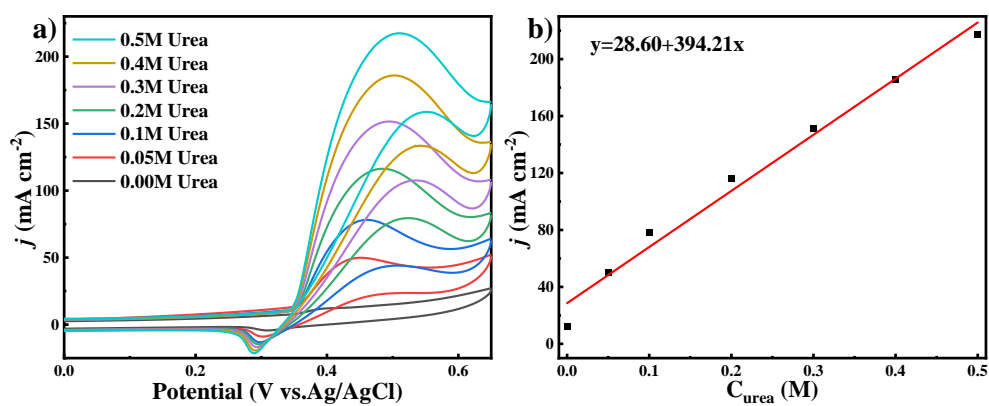 a)
0.5M Urea
0.4M Urea
0.3M Urea
0.2M Urea
0.1M Urea
0.05M Urea
0.00M Urea
200
150
100
50
0
j (mA cm-2)
0.0 0.2 0.4 0.6
Potential (V vs.Ag/AgCl)
b)
y=28.60+394.21x
200
160
120
80
40
0
j (mA cm-2)
0.0 0.1 0.2 0.3 0.4 0.5
Curea (M)